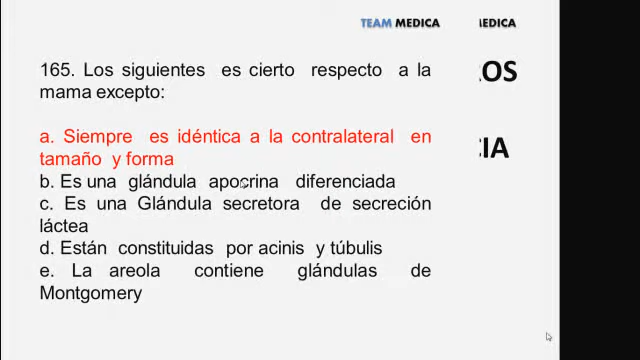 TEAM MEDICA
MEDICA
165. Los siguientes es cierto respecto a la
mama excepto:
a. Siempre es idéntica a la contralateral en
tamaño y forma
b. Es una glándula apocrina diferenciada
c. Es una Glándula secretora de secreción
láctea
d. Están constituidas por acinis y túbulis
e. La areola contiene glándulas de
Montgomery
OS
IA